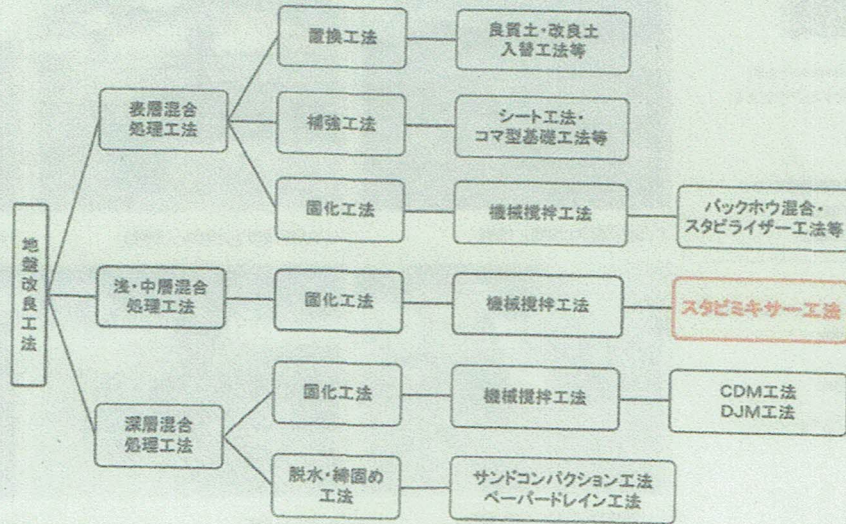 置換工法
良質土・改良土
入替工法等
表層混合
処理工法
補強工法
シート工法・
コマ型基礎工法等
固化工法
機械撹拌工法
バックホウ混合・
スタビライザー工法等
地盤改良工法
浅・中層混合
処理工法
固化工法
機械撹拌工法
スタビミキサー工法
深層混合
処理工法
固化工法
機械撹拌工法
CDM工法
DJM工法
脱水・締固め
工法
サンドコンパクション工法
ペーパードレイン工法